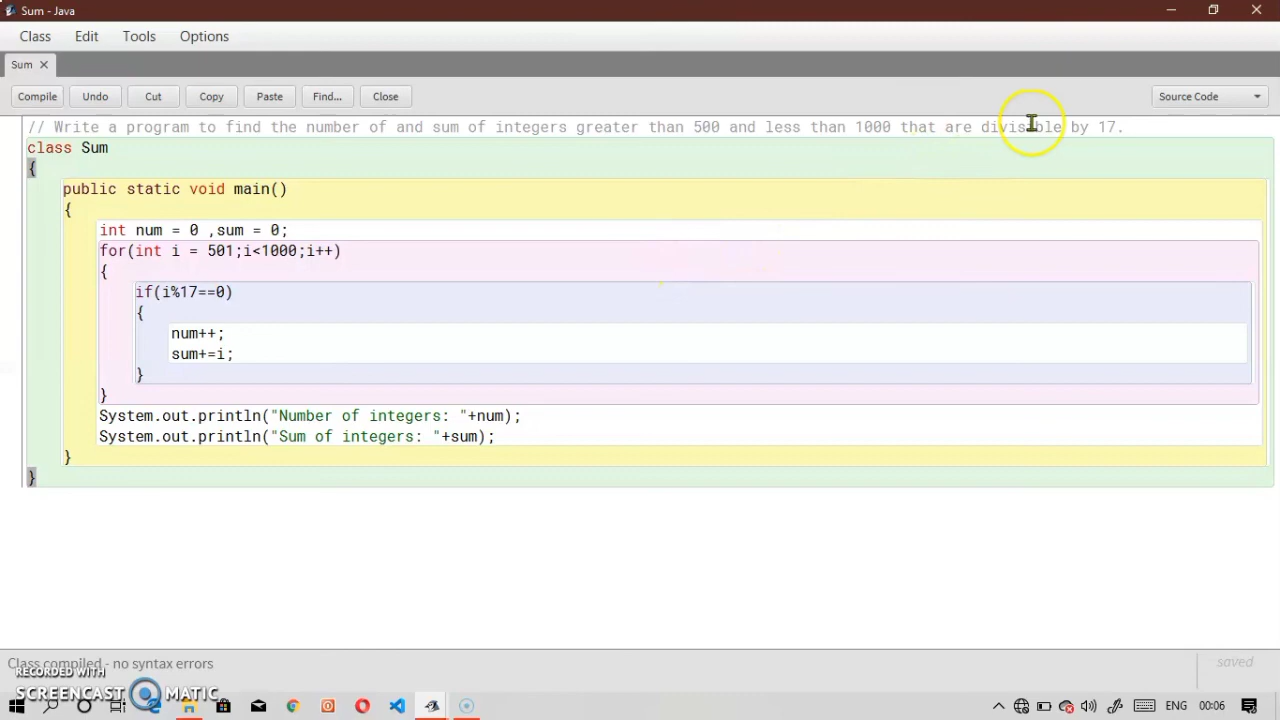 Sum - Java
Class Edit Tools Options
Sum
Compile Undo Cut Copy Paste Find... Close Source Code
// Write a program to find the number of and sum of integers greater than 500 and less than 1000 that are divisible by 17.
class Sum
{
public static void main()
{
int num = 0 ,sum = 0;
for(int i = 501;i<1000;i++)
{
if(i%17==0)
{
num++;
sum+=i;
}
}
System.out.println("Number of integers: "+num);
System.out.println("Sum of integers: "+sum);
}
}
Class compiled - no syntax errors
saved
RECORDED WITH
SCREENCAST MATIC
ENG 00:06